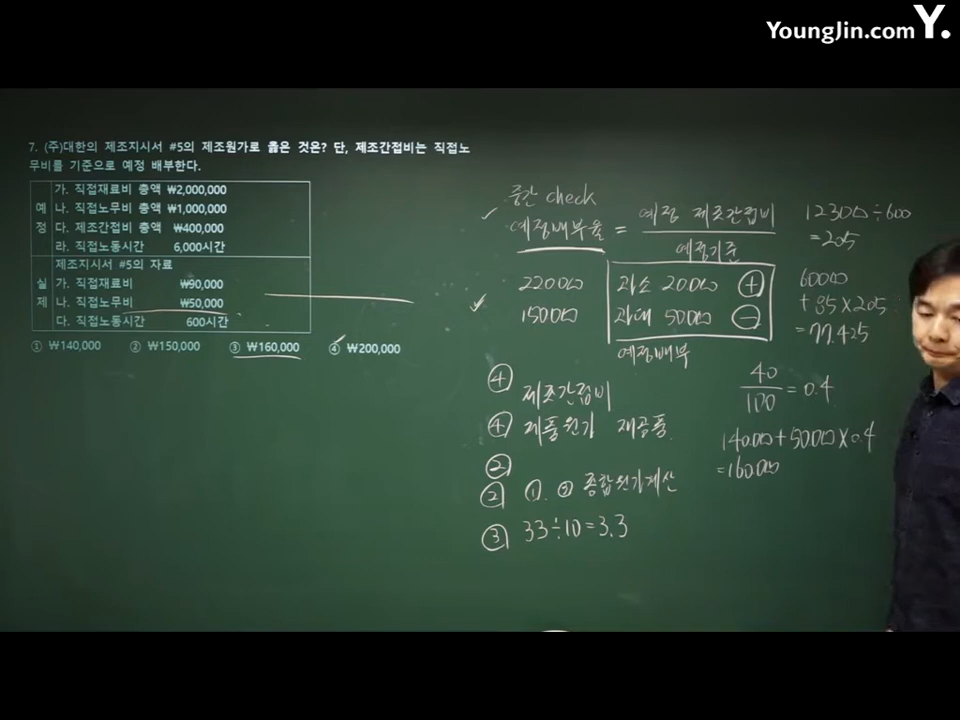 YoungJin.com Y.
7. (주)대한의 제조지시서 #5의 제조원가로 옳은 것은? 단, 제조간접비는 직접노
무비를 기준으로 예정 배부한다.
예정
가. 직접재료비 총액 ₩2,000,000
나. 직접노무비 총액 ₩1,000,000
다. 제조간접비 총액 ₩400,000
라. 직접노동시간 6,000시간
실제
제조지시서 #5의 자료
가. 직접재료비 ₩90,000
나. 직접노무비 ₩50,000
다. 직접노동시간 600시간
① ₩140,000 ② ₩150,000 ③ ₩160,000 ④ ₩200,000
중간 check
예정배부율 = 예정 제조간접비
예정기준
과소 과대
예정배부
④ 제조간접비
④ 제품원가 재공품
②
② ①. ② 종합원가계산
③ 33÷10=3.3
÷600
=205
+85×205
=77.425
40
100
=0.4